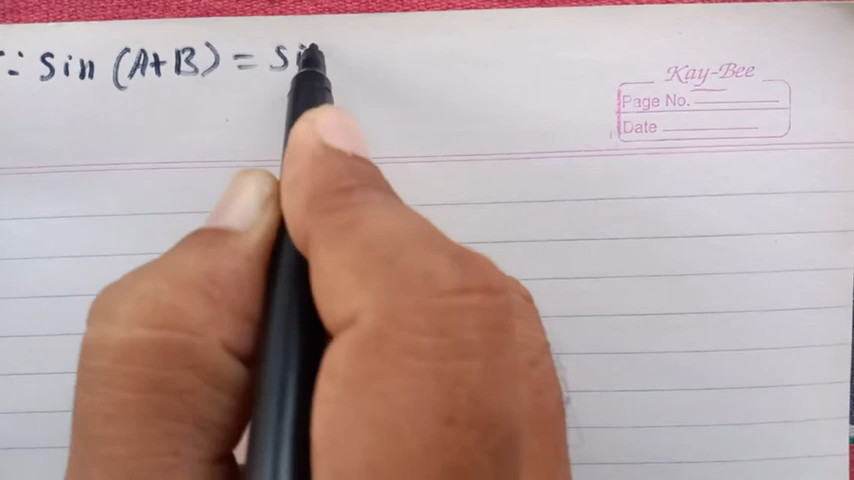 ∵ Sin (A+B) = Si
Kay-Bee
Page No.
Date